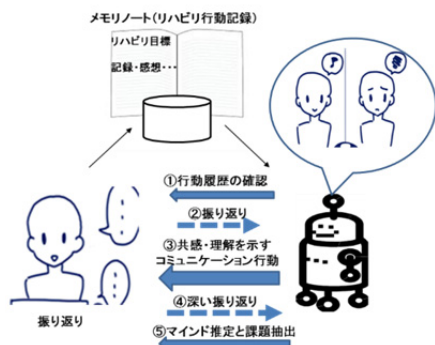 メモリノート(リハビリ行動記録)
リハビリ目標
記録・感想・・・
①行動履歴の確認
②振り返り
③共感・理解を示す
コミュニケーション行動
④深い振り返り
振り返り
⑤マインド推定と課題抽出